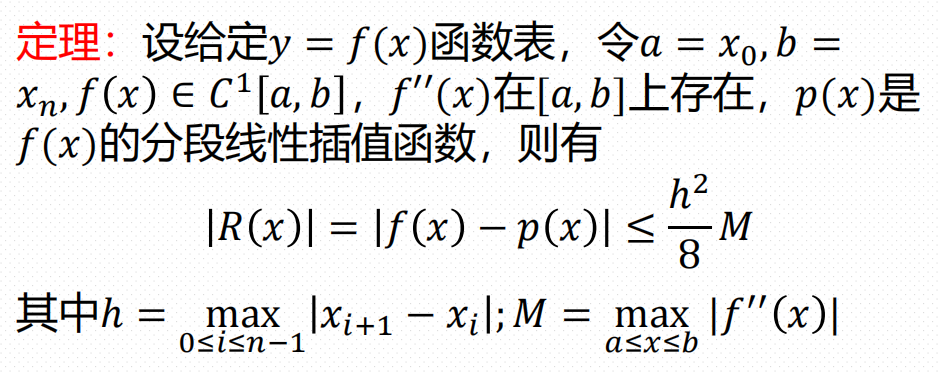 定理：设给定y = f(x)函数表，令a = x₀, b =
xₙ, f(x) ∈ C¹[a, b]，f″(x)在[a, b]上存在，p(x)是
f(x)的分段线性插值函数，则有
|R(x)| = |f(x) − p(x)| ≤ h²/8 M
其中h = max_{0≤i≤n−1} |xᵢ₊₁ − xᵢ|; M = max_{a≤x≤b} |f″(x)|